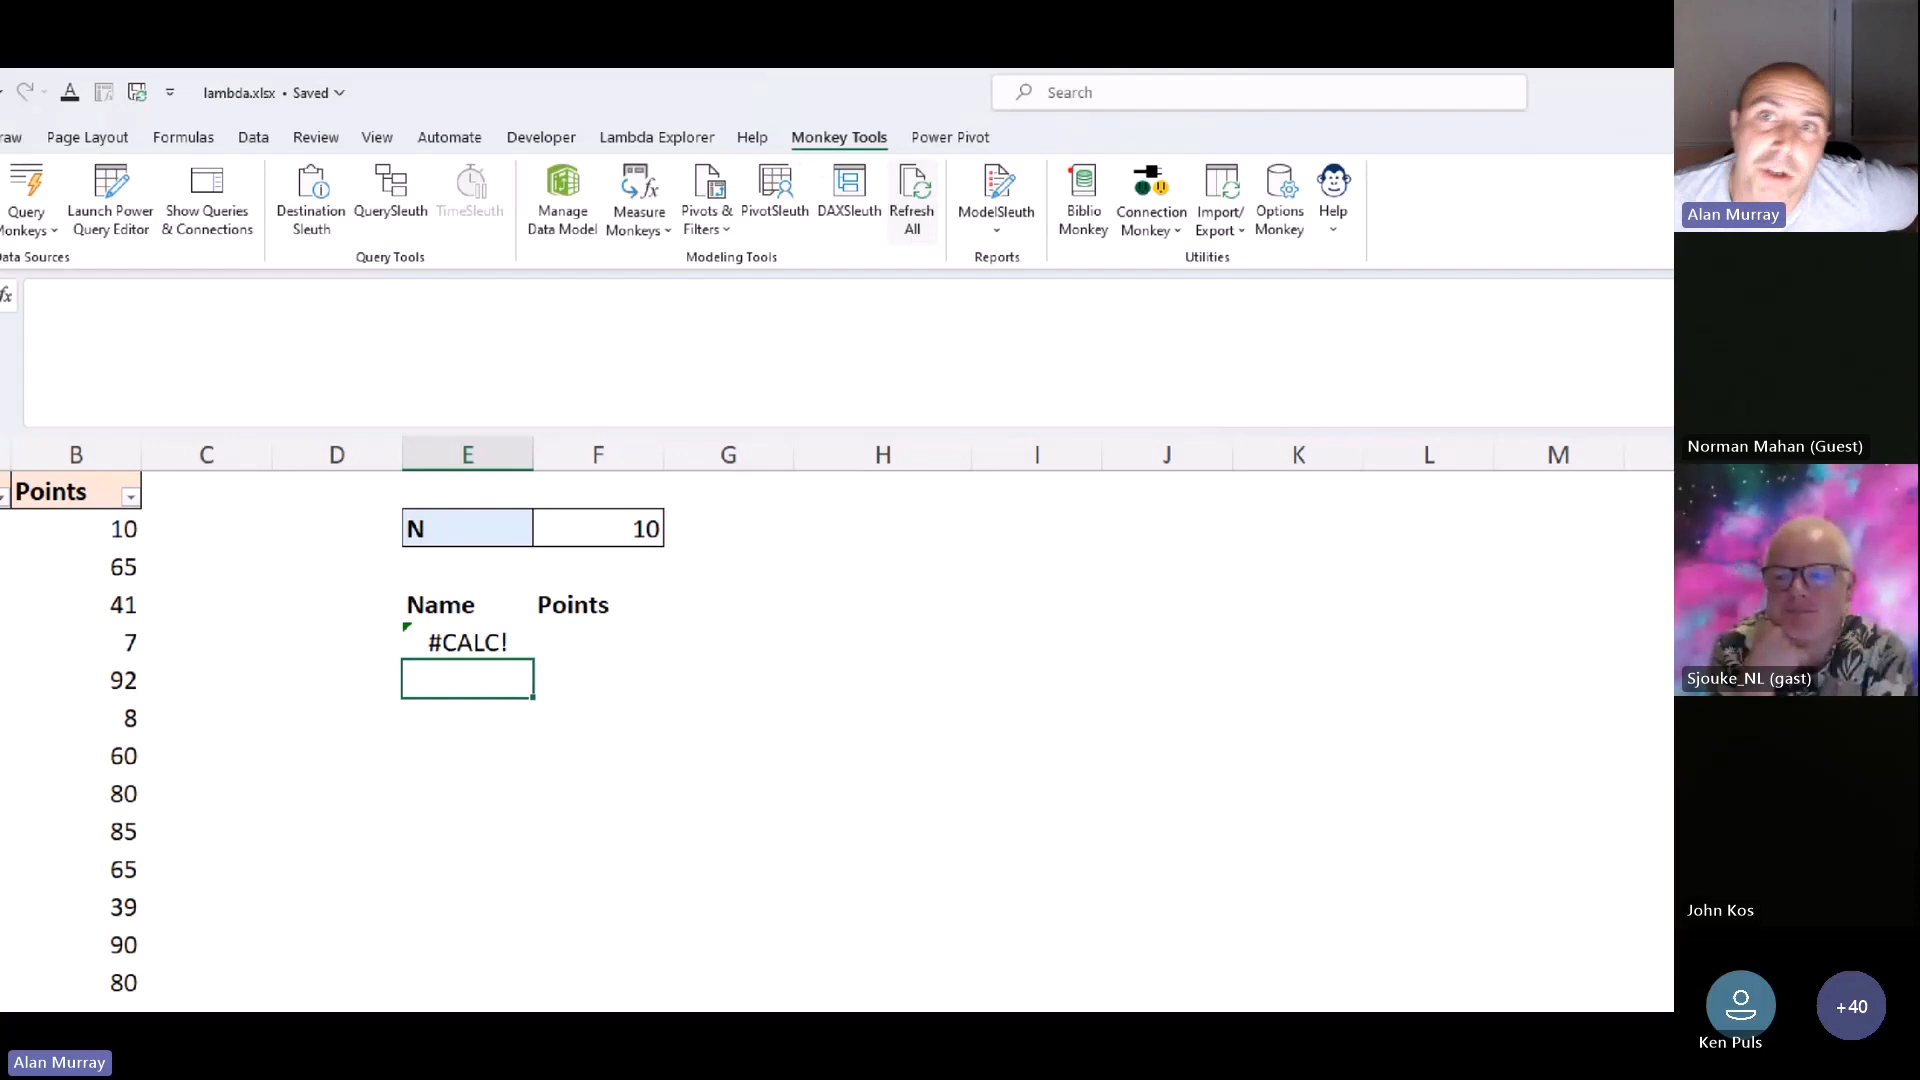 lambda.xlsx • Saved
Search
raw Page Layout Formulas Data Review View Automate Developer Lambda Explorer Help Monkey Tools Power Pivot
Query Monkeys
Launch Power Query Editor
Show Queries & Connections
Destination Sleuth
QuerySleuth
TimeSleuth
Manage Data Model
Measure Monkeys
Pivots & Filters
PivotSleuth
DAXSleuth
Refresh All
ModelSleuth
Biblio Monkey
Connection Monkey
Import/ Export
Options Monkey
Help
ata Sources Query Tools Modeling Tools Reports Utilities
fx
B C D E F G H I J K L M
Points
10 N 10
65
41 Name Points
7 #CALC!
92
8
60
80
85
65
39
90
80
Alan Murray
Norman Mahan (Guest)
Sjouke_NL (gast)
John Kos
+40
Ken Puls
Alan Murray